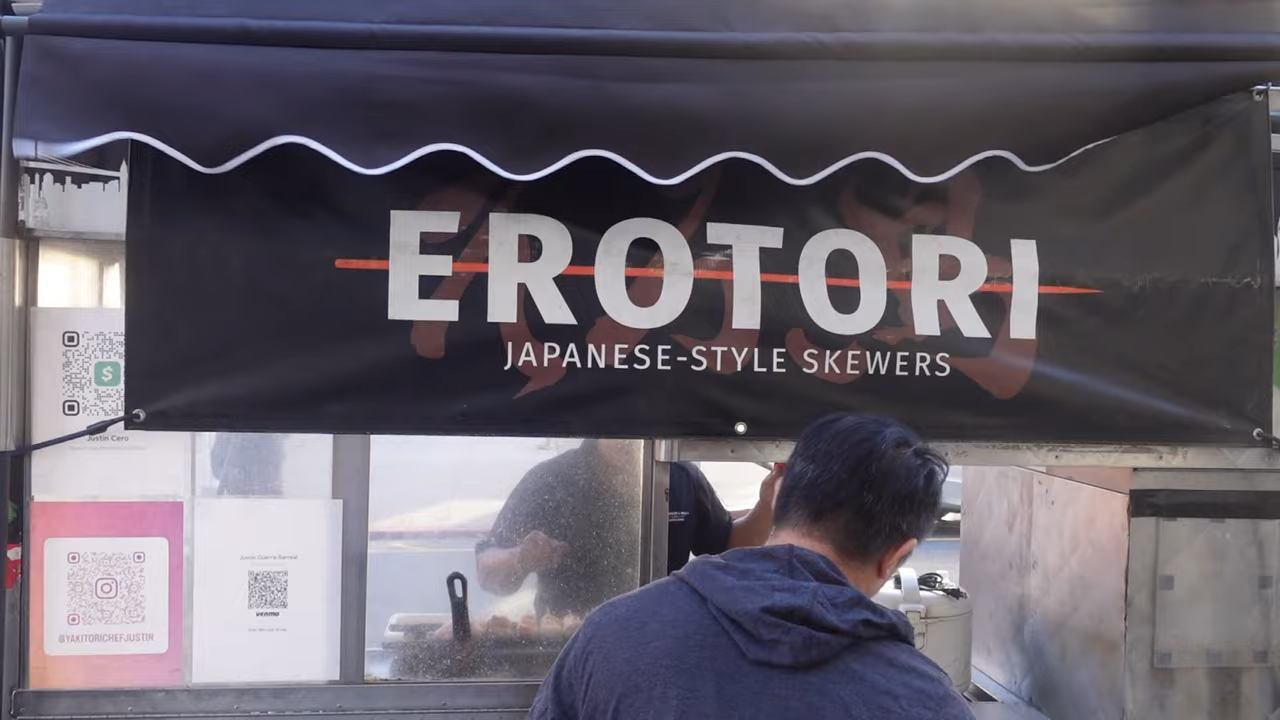 EROTORI
JAPANESE-STYLE SKEWERS
$
Justin Cero
@YAKITORICHEFJUSTIN
venmo